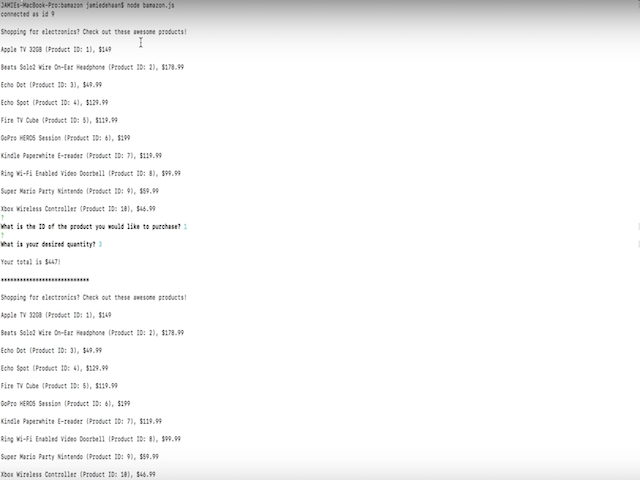 JAMIEs-MacBook-Pro:bamazon jamiedehaan$ node bamazon.js
connected as id 9
Shopping for electronics? Check out these awesome products!
Apple TV 32GB (Product ID: 1), $149
Beats Solo2 Wire On-Ear Headphone (Product ID: 2), $178.99
Echo Dot (Product ID: 3), $49.99
Echo Spot (Product ID: 4), $129.99
Fire TV Cube (Product ID: 5), $119.99
GoPro HERO5 Session (Product ID: 6), $199
Kindle Paperwhite E-reader (Product ID: 7), $119.99
Ring Wi-Fi Enabled Video Doorbell (Product ID: 8), $99.99
Super Mario Party Nintendo (Product ID: 9), $59.99
Xbox Wireless Controller (Product ID: 10), $46.99
?
What is the ID of the product you would like to purchase? 1
?
What is your desired quantity? 3
Your total is $447!
****************************
Shopping for electronics? Check out these awesome products!
Apple TV 32GB (Product ID: 1), $149
Beats Solo2 Wire On-Ear Headphone (Product ID: 2), $178.99
Echo Dot (Product ID: 3), $49.99
Echo Spot (Product ID: 4), $129.99
Fire TV Cube (Product ID: 5), $119.99
GoPro HERO5 Session (Product ID: 6), $199
Kindle Paperwhite E-reader (Product ID: 7), $119.99
Ring Wi-Fi Enabled Video Doorbell (Product ID: 8), $99.99
Super Mario Party Nintendo (Product ID: 9), $59.99
Xbox Wireless Controller (Product ID: 10), $46.99